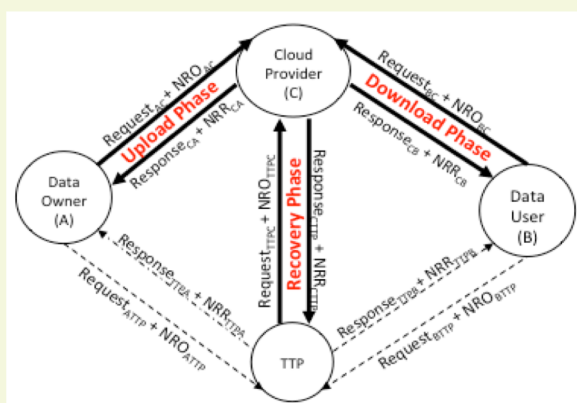 Cloud
Provider
(C)
Request_AC + NRO_AC
Upload Phase
Response_CA + NRR_CA
Request_BC + NRO_BC
Download Phase
Response_CB + NRR_CB
Data
Owner
(A)
Data
User
(B)
Request_TTPC + NRO_TTPC
Recovery Phase
Response_CTTP + NRR_CTTP
Response_TTPA + NRR_TTPA
Request_ATTP + NRO_ATTP
Response_TTPB + NRR_TTPB
Request_BTTP + NRO_BTTP
TTP